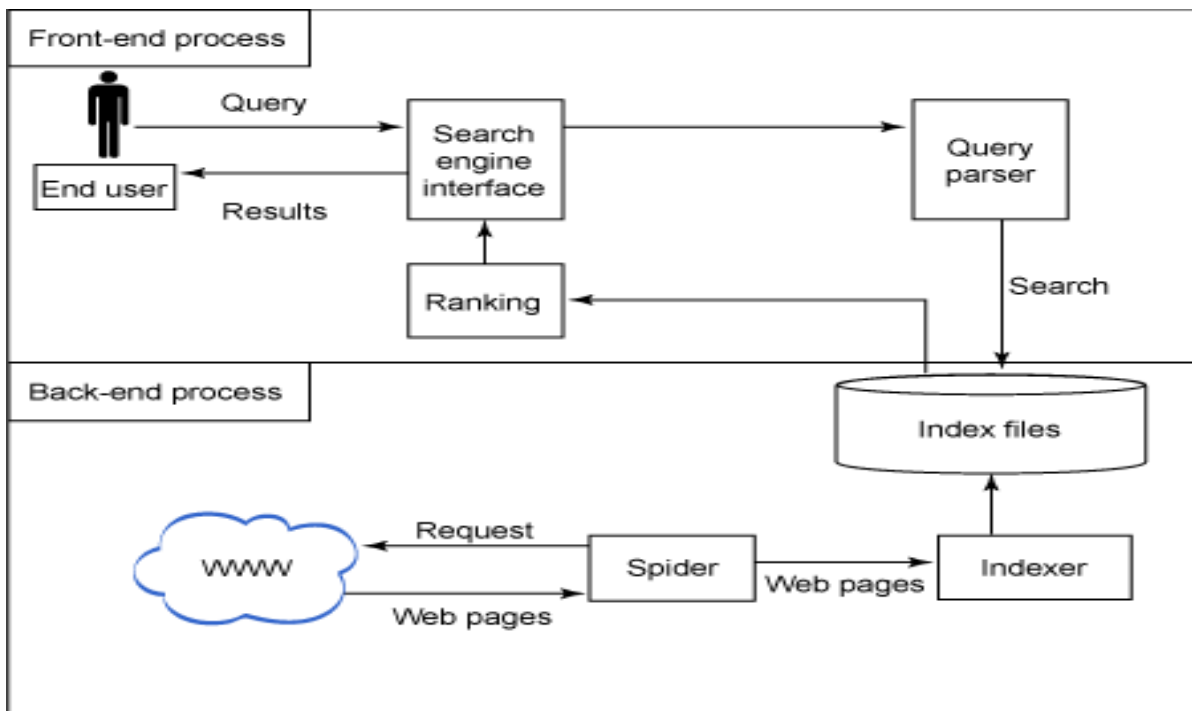 Front-end process
Query
Search
engine
interface
Query
parser
End user
Results
Ranking
Search
Back-end process
Index files
Request
WWW
Spider
Indexer
Web pages
Web pages